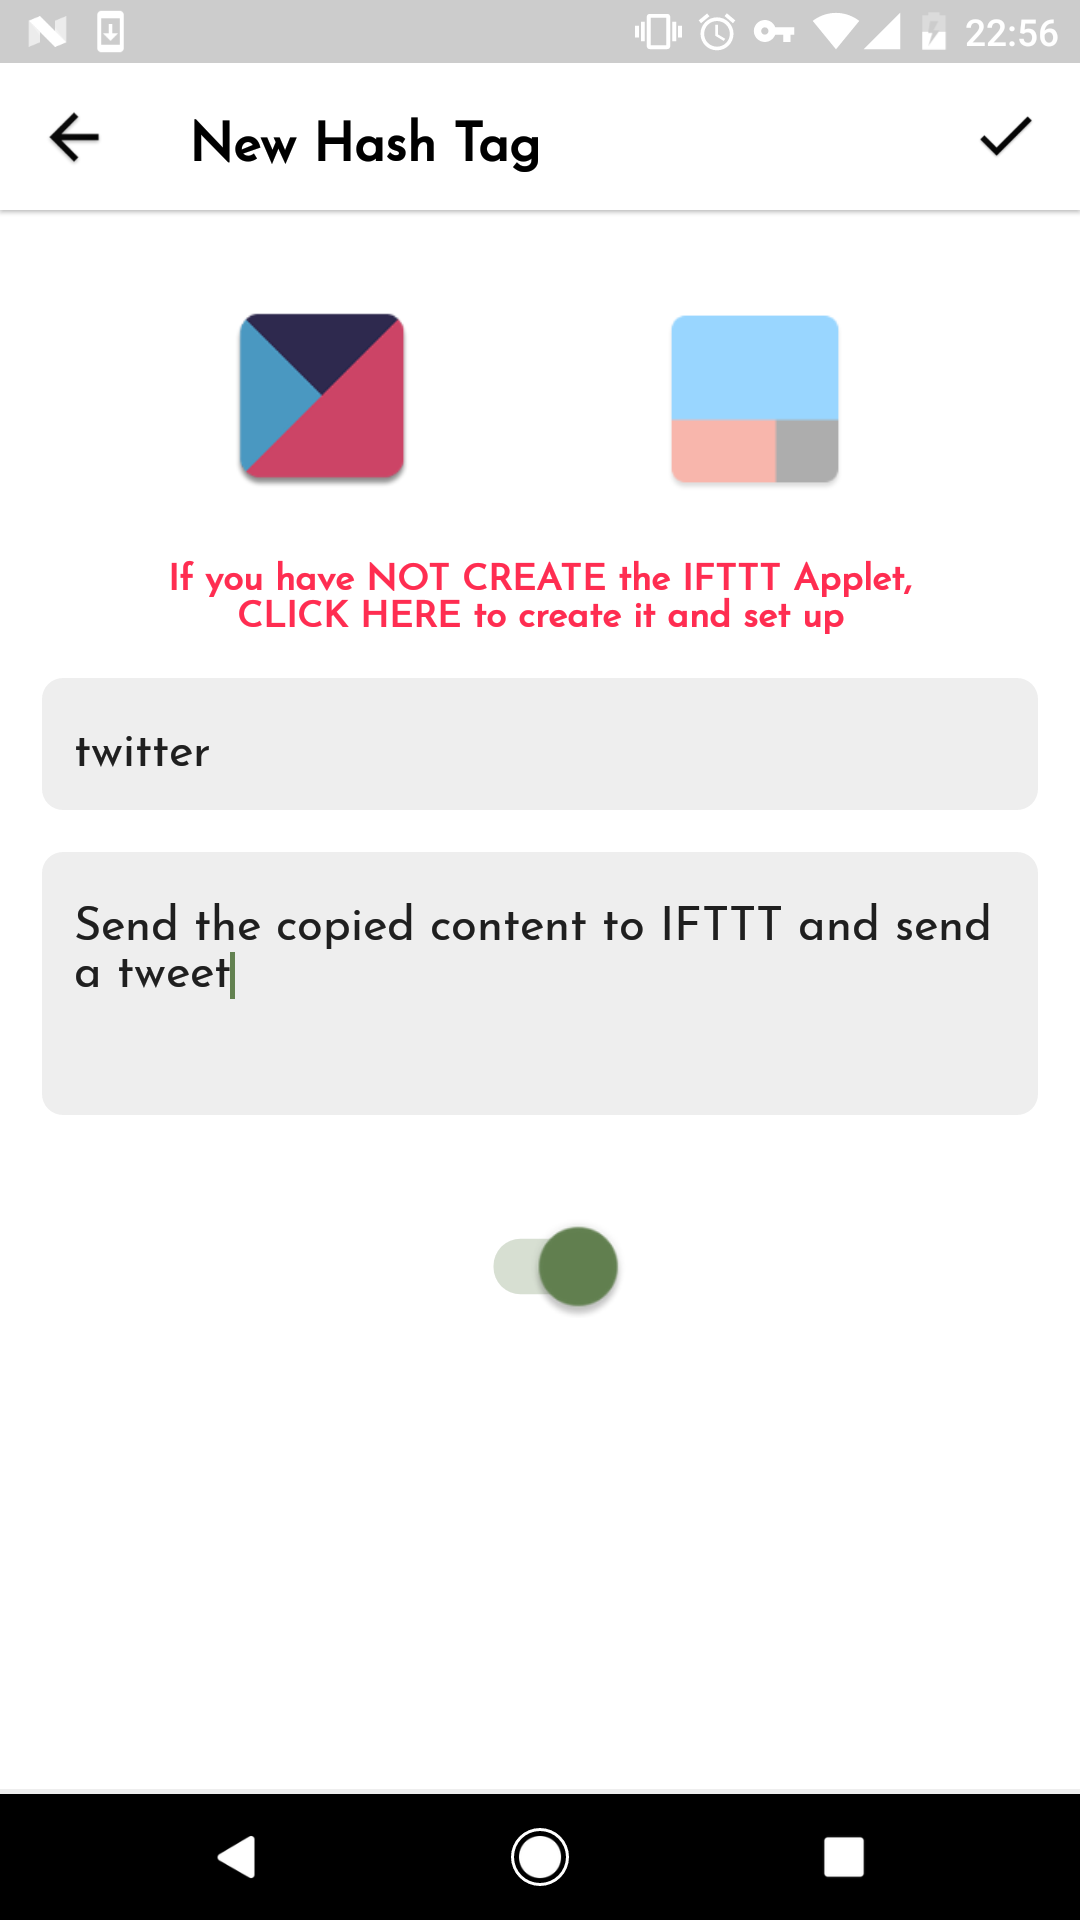 22:56
New Hash Tag
If you have NOT CREATE the IFTTT Applet,
CLICK HERE to create it and set up
twitter
Send the copied content to IFTTT and send
a tweet